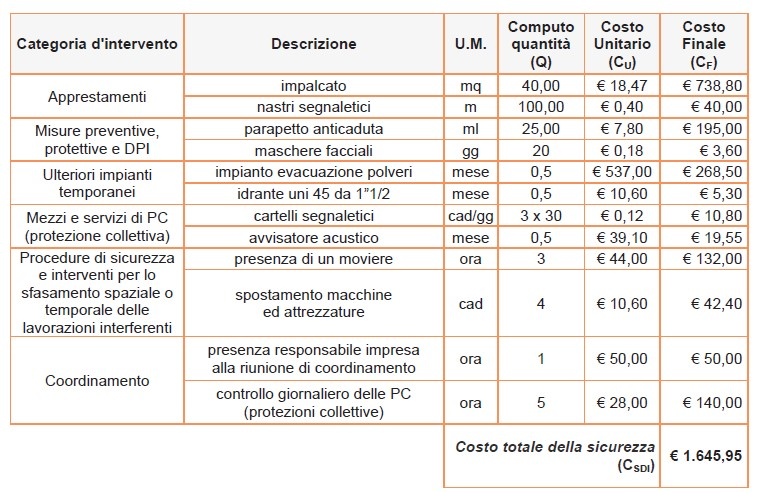 Categoria d'intervento Descrizione U.M. Computo quantità (Q) Costo Unitario (CU) Costo Finale (CF)
Apprestamenti impalcato mq 40,00 € 18,47 € 738,80
nastri segnaletici m 100,00 € 0,40 € 40,00
Misure preventive, protettive e DPI parapetto anticaduta ml 25,00 € 7,80 € 195,00
maschere facciali gg 20 € 0,18 € 3,60
Ulteriori impianti temporanei impianto evacuazione polveri mese 0,5 € 537,00 € 268,50
idrante uni 45 da 1”1/2 mese 0,5 € 10,60 € 5,30
Mezzi e servizi di PC (protezione collettiva) cartelli segnaletici cad/gg 3 x 30 € 0,12 € 10,80
avvisatore acustico mese 0,5 € 39,10 € 19,55
Procedure di sicurezza e interventi per lo sfasamento spaziale o temporale delle lavorazioni interferenti presenza di un moviere ora 3 € 44,00 € 132,00
spostamento macchine ed attrezzature cad 4 € 10,60 € 42,40
Coordinamento presenza responsabile impresa alla riunione di coordinamento ora 1 € 50,00 € 50,00
controllo giornaliero delle PC (protezioni collettive) ora 5 € 28,00 € 140,00
Costo totale della sicurezza (CSDI) € 1.645,95